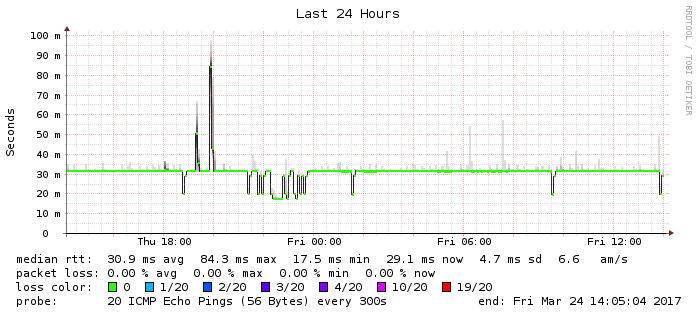 Last 24 Hours
RRDTOOL / TOBI OETIKER
Seconds
100 m
90 m
80 m
70 m
60 m
50 m
40 m
30 m
20 m
10 m
0
Thu 18:00 Fri 00:00 Fri 06:00 Fri 12:00
median rtt: 30.9 ms avg 84.3 ms max 17.5 ms min 29.1 ms now 4.7 ms sd 6.6 am/s
packet loss: 0.00 % avg 0.00 % max 0.00 % min 0.00 % now
loss color: 0 1/20 2/20 3/20 4/20 10/20 19/20
probe: 20 ICMP Echo Pings (56 Bytes) every 300s end: Fri Mar 24 14:05:04 2017